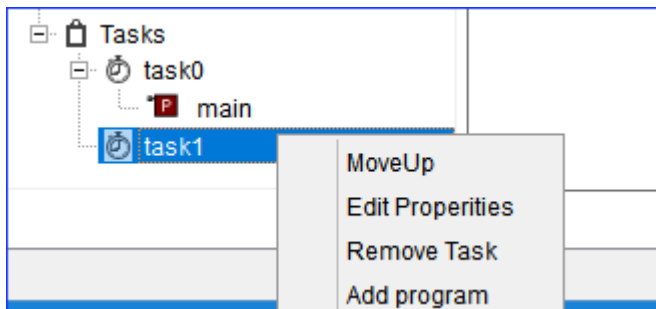 Tasks
task0
P main
task1
MoveUp
Edit Properities
Remove Task
Add program